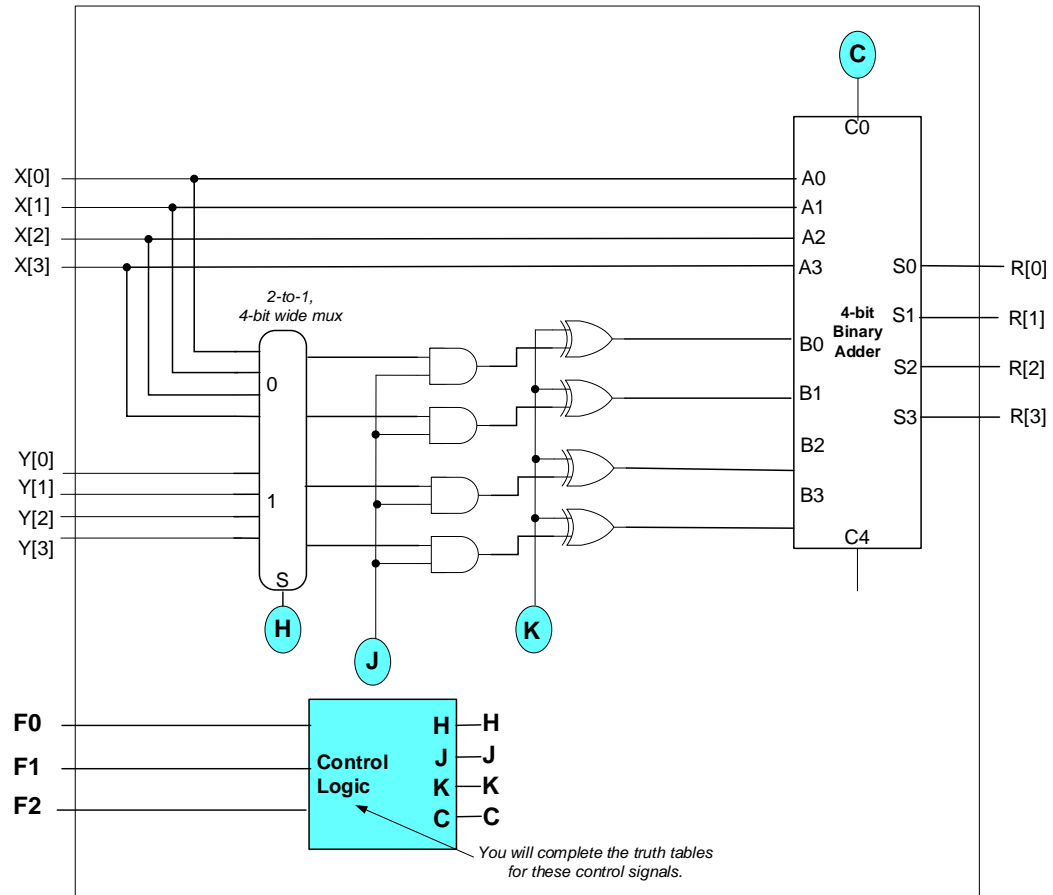 C
C0
X[0]
A0
X[1]
A1
X[2]
A2
X[3]
A3
S0
R[0]
2-to-1,
4-bit wide mux
4-bit
Binary
Adder
S1
R[1]
B0
S2
R[2]
0
B1
S3
R[3]
B2
Y[0]
Y[1]
1
B3
Y[2]
Y[3]
C4
S
H
K
J
F0
H
H
F1
Control
Logic
J
J
K
K
F2
C
C
You will complete the truth tables
for these control signals.